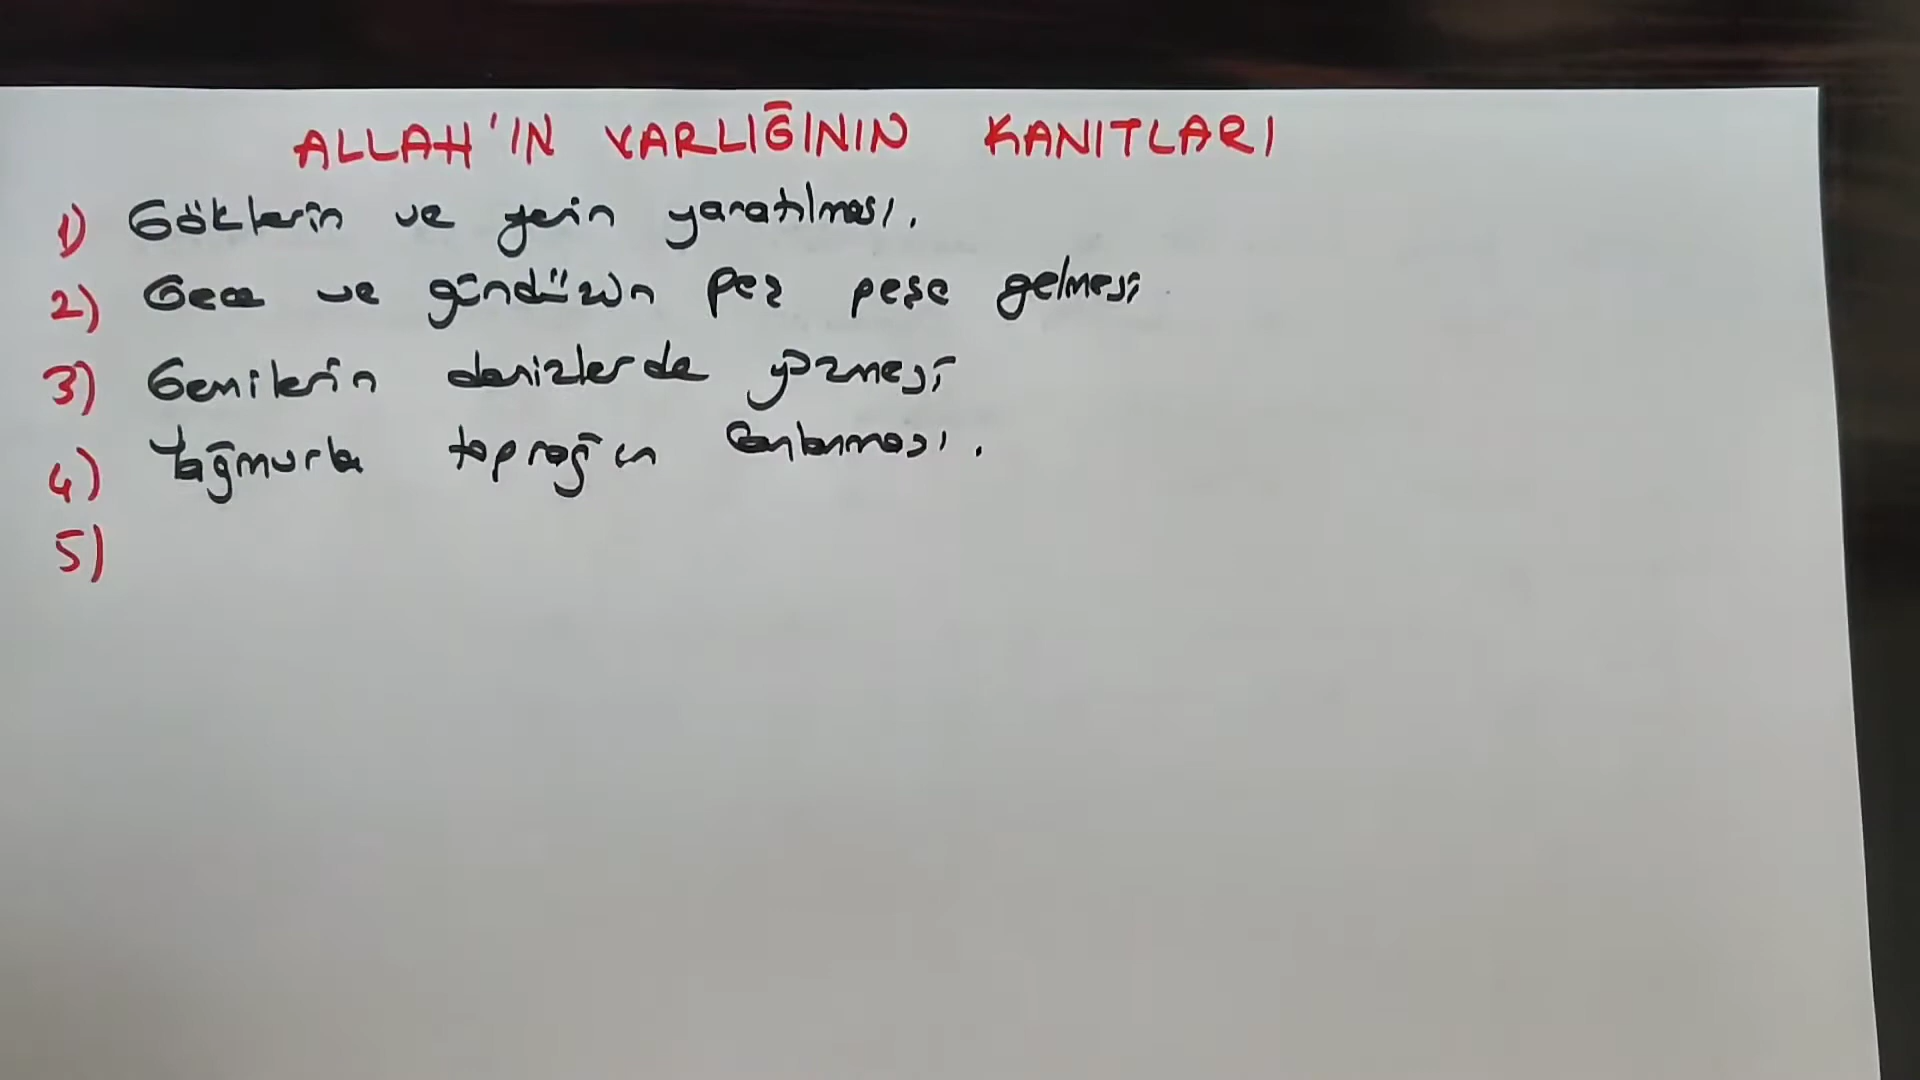 ALLAH'IN VARLIĞININ KANITLARI
1) Göklerin ve yerin yaratılması.
2) Gece ve gündüzün peş peşe gelmesi
3) Gemilerin denizlerde yüzmesi
4) Yağmurla toprağın canlanması.
5)